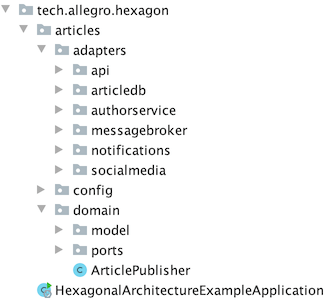 tech.allegro.hexagon
articles
adapters
api
articledb
authorservice
messagebroker
notifications
socialmedia
config
domain
model
ports
C ArticlePublisher
C HexagonalArchitectureExampleApplication